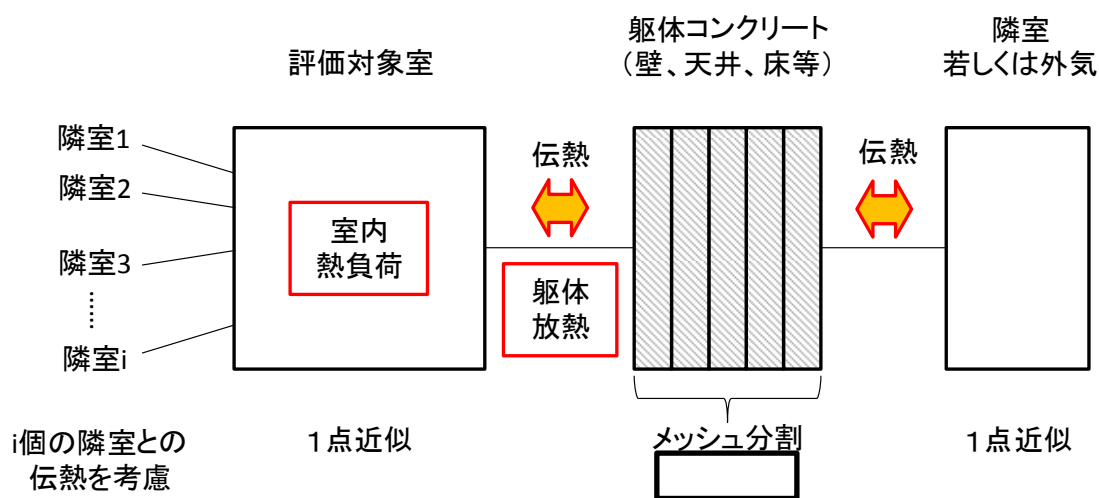 評価対象室
躯体コンクリート
（壁、天井、床等）
隣室
若しくは外気
隣室1
隣室2
隣室3
……
隣室i
室内
熱負荷
伝熱
躯体
放熱
伝熱
i個の隣室との
伝熱を考慮
１点近似
メッシュ分割
１点近似